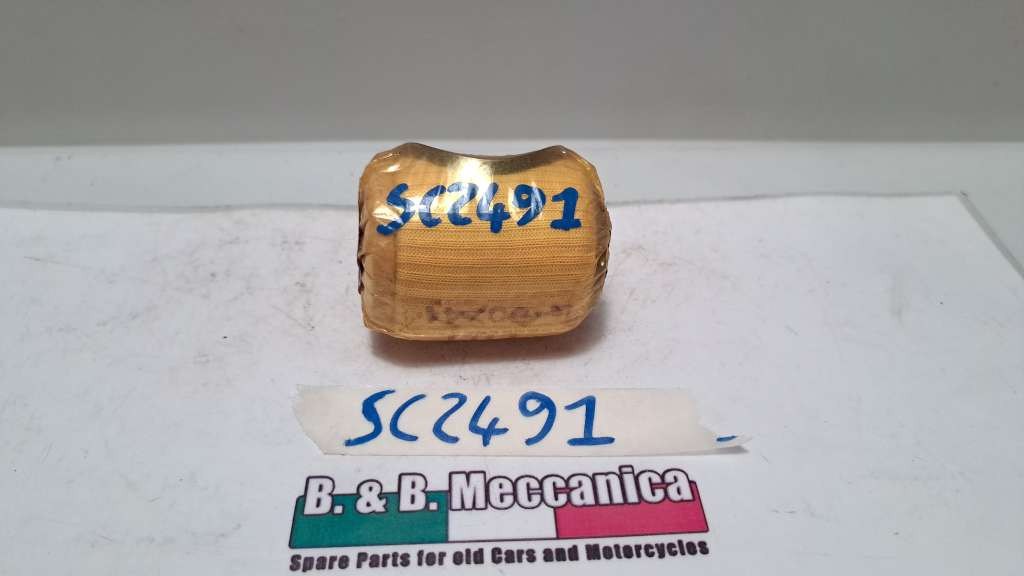 SC2491
SC2491
B. & B. Meccanica
Spare Parts for old Cars and Motorcycles